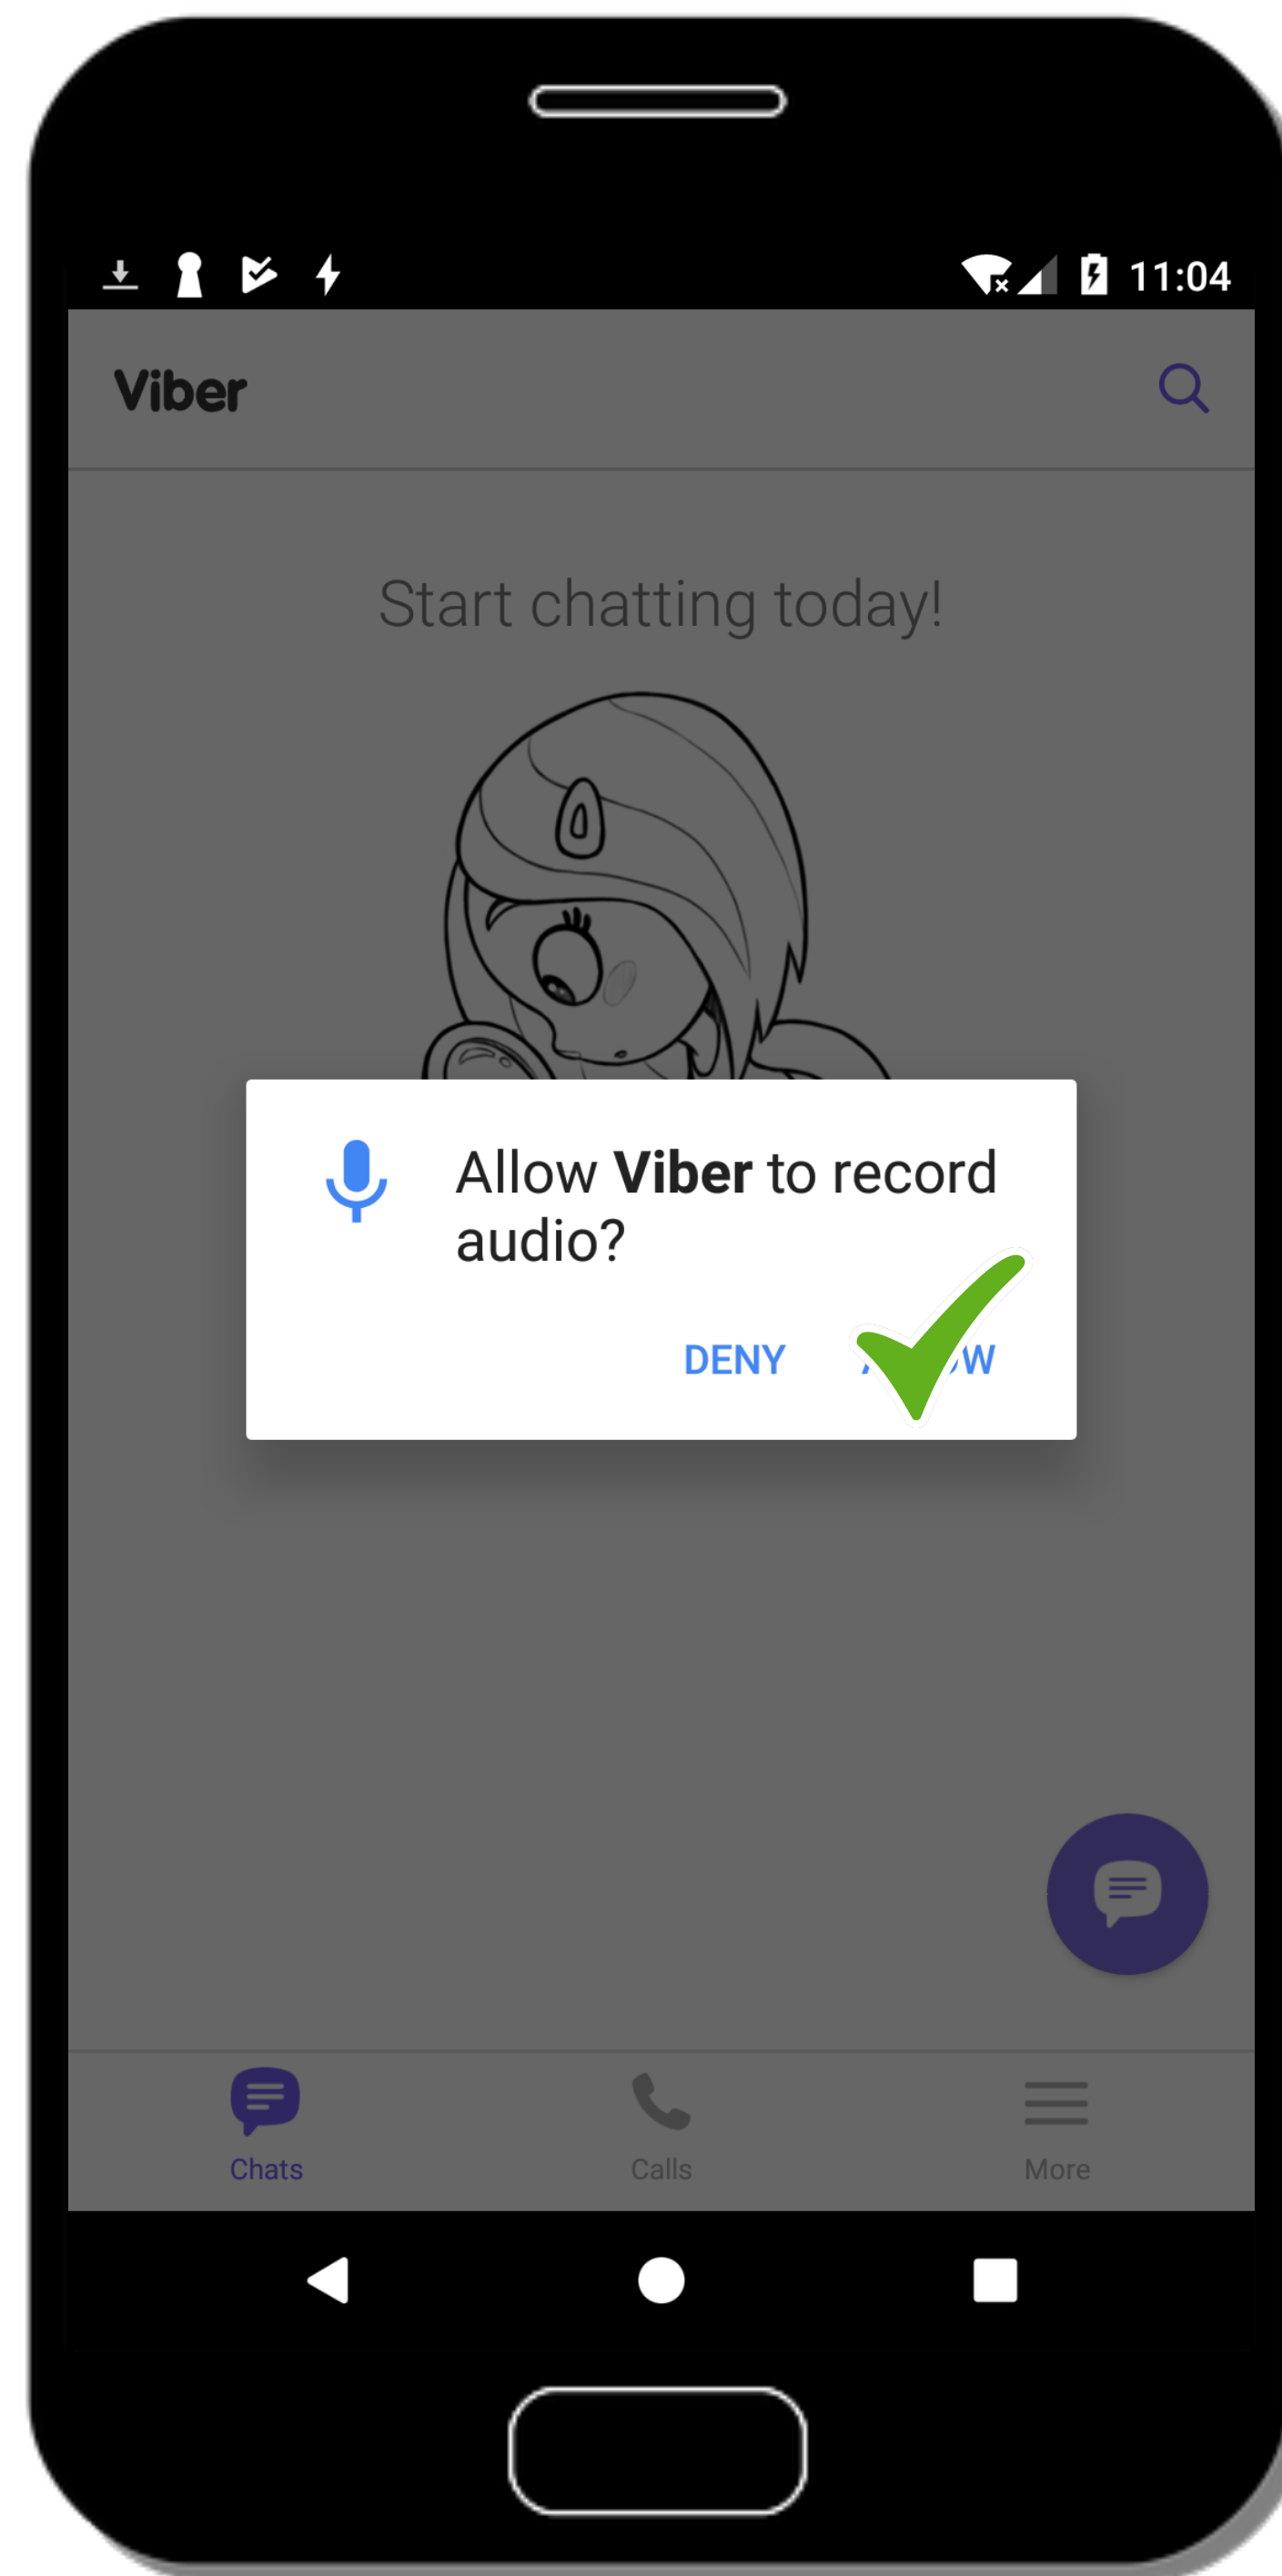 11:04
Viber
Start chatting today!
Allow Viber to record
audio?
DENY
Chats Calls More